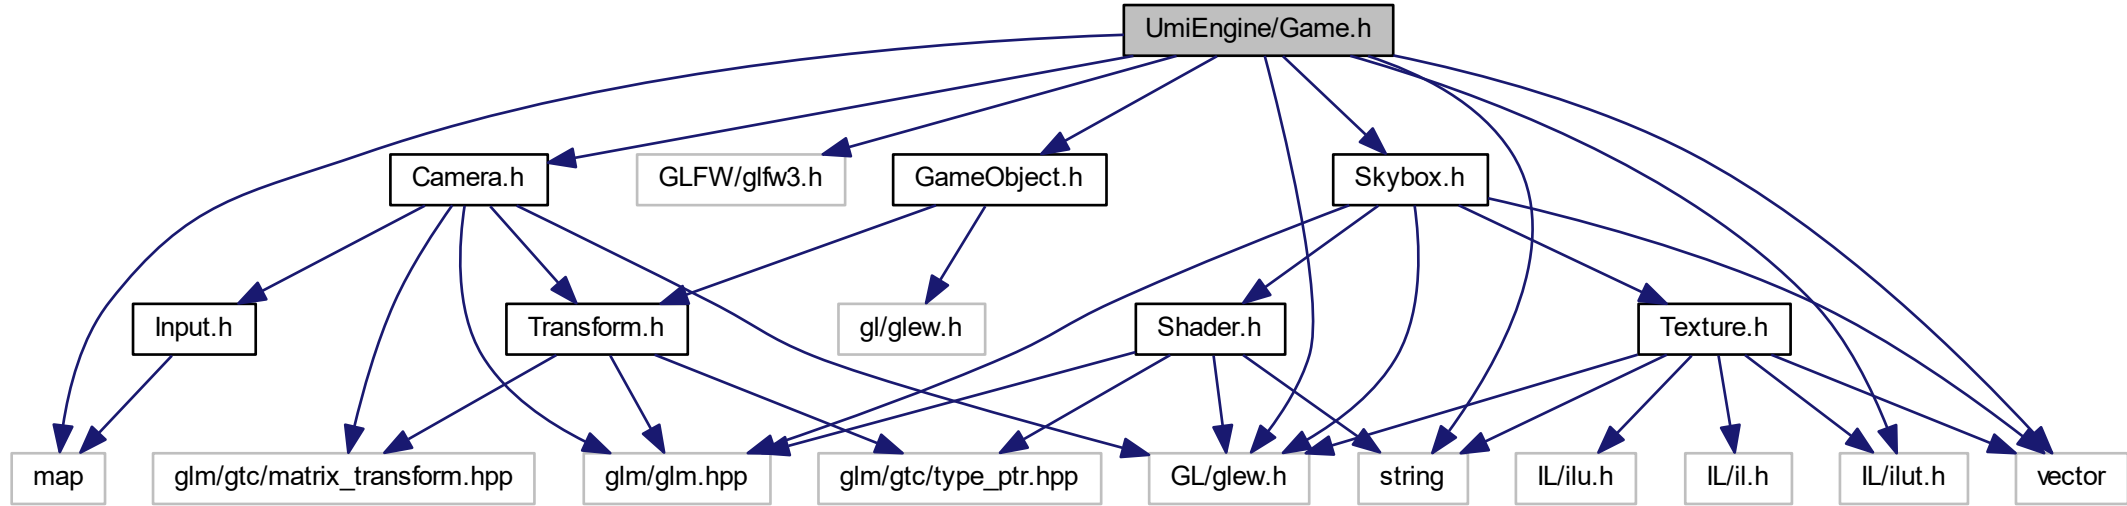 UmiEngine/Game.h
Camera.h
GLFW/glfw3.h
GameObject.h
Skybox.h
Input.h
Transform.h
gl/glew.h
Shader.h
Texture.h
map
glm/gtc/matrix_transform.hpp
glm/glm.hpp
glm/gtc/type_ptr.hpp
GL/glew.h
string
IL/ilu.h
IL/il.h
IL/ilut.h
vector